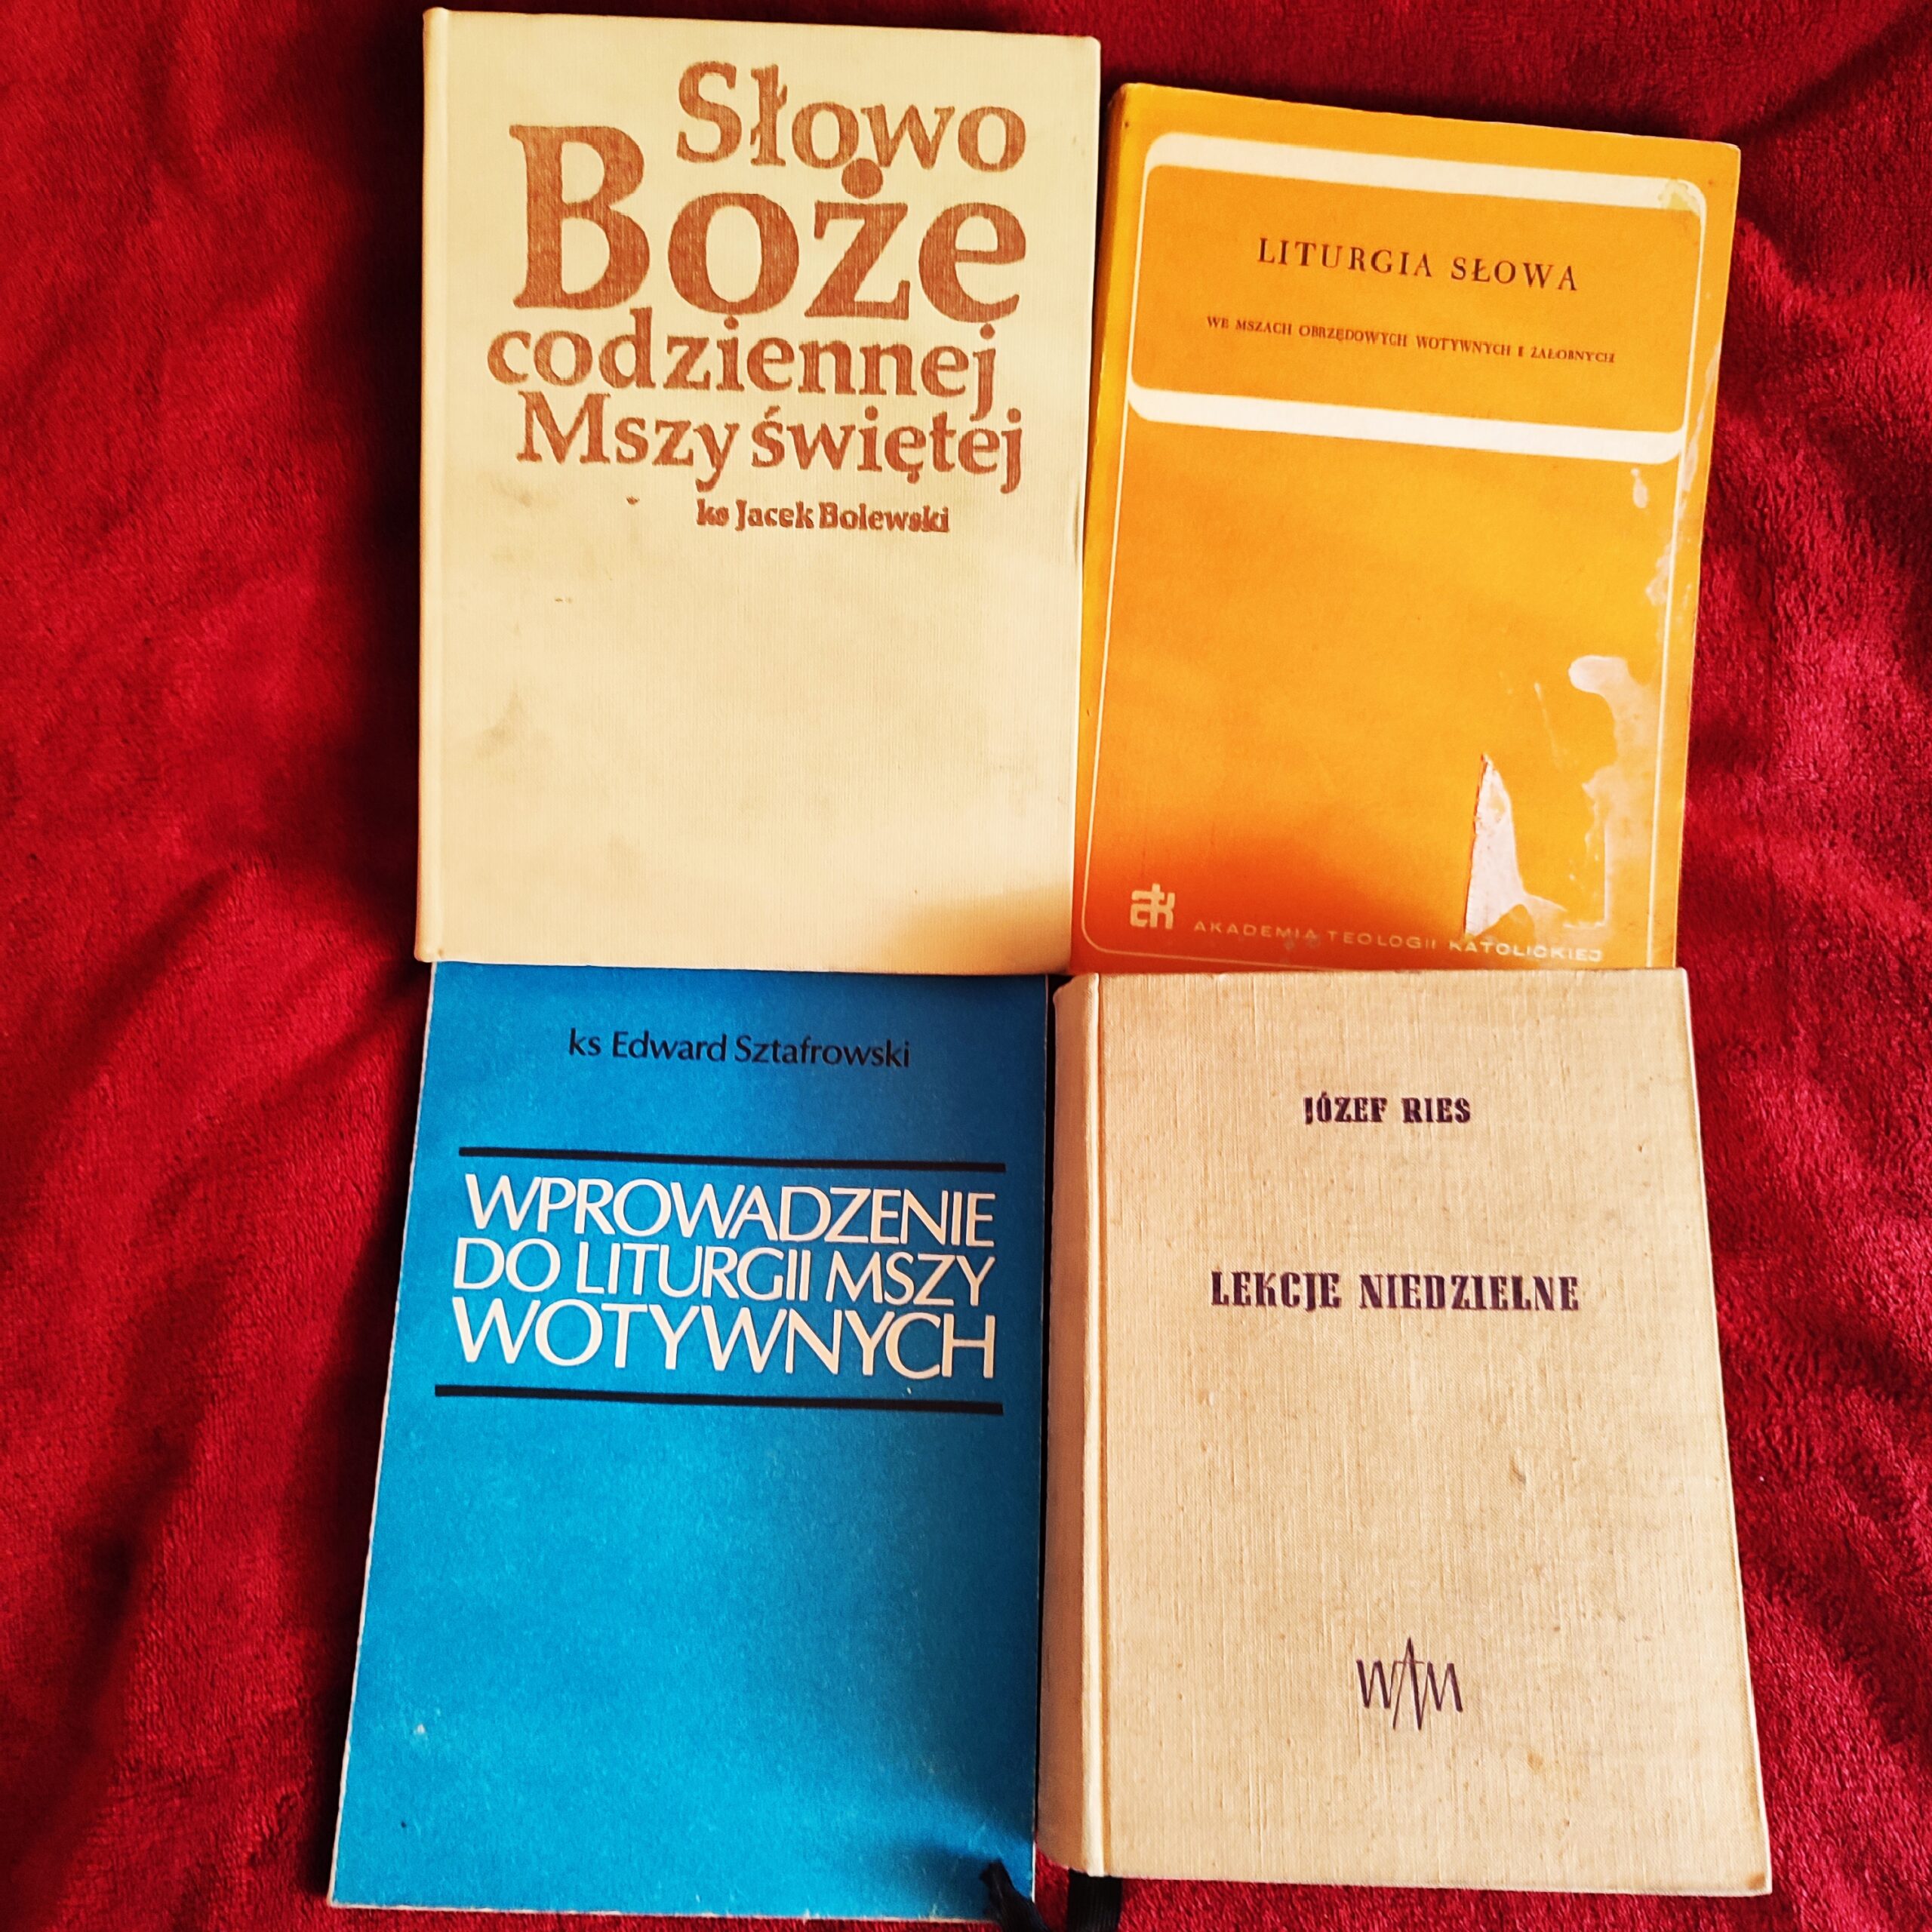 Słowo
Boże
codziennej
Mszy świętej
ks Jacek Bolewski
LITURGIA SŁOWA
WE MSZACH OBRZĘDOWYCH WOTYWNYCH I ŻAŁOBNYCH
atk AKADEMIA TEOLOGII KATOLICKIEJ
ks Edward Sztafrowski
WPROWADZENIE
DO LITURGII MSZY
WOTYWNYCH
JÓZEF RIES
LEKCJE NIEDZIELNE
WAM